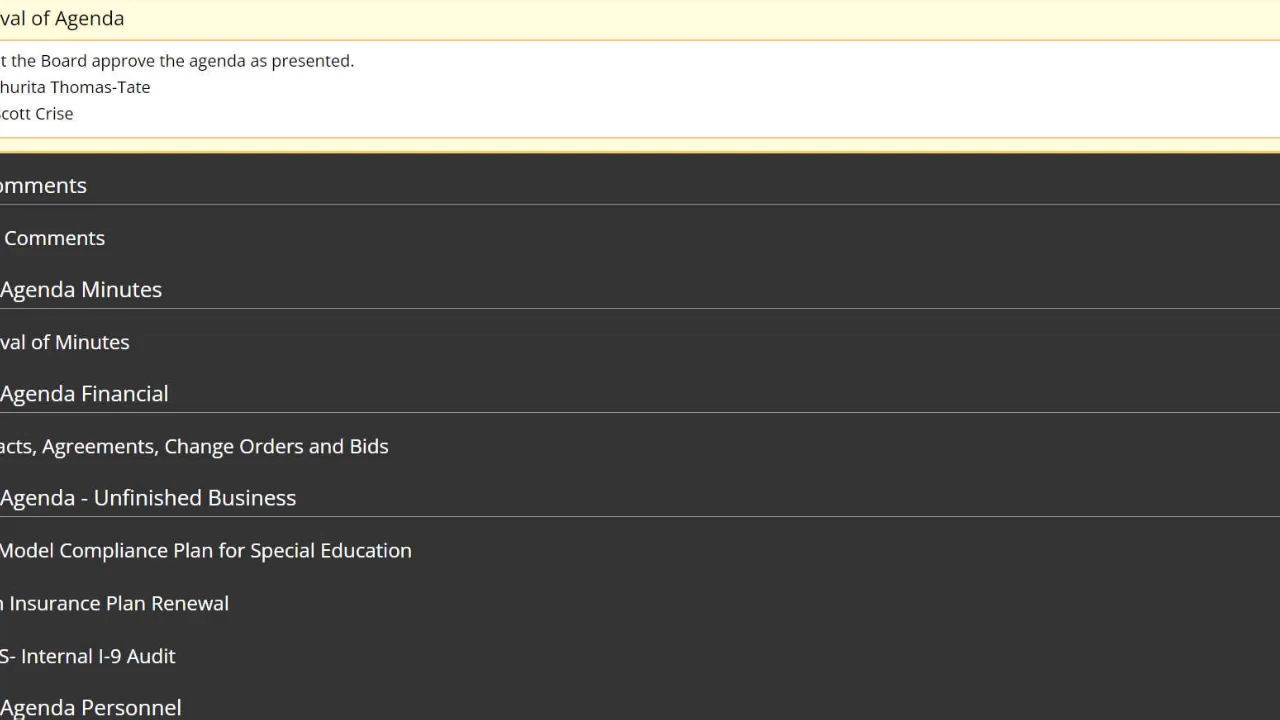 val of Agenda
t the Board approve the agenda as presented.
hurita Thomas-Tate
Scott Crise
omments
Comments
Agenda Minutes
val of Minutes
Agenda Financial
acts, Agreements, Change Orders and Bids
Agenda - Unfinished Business
Model Compliance Plan for Special Education
n Insurance Plan Renewal
S- Internal I-9 Audit
Agenda Personnel